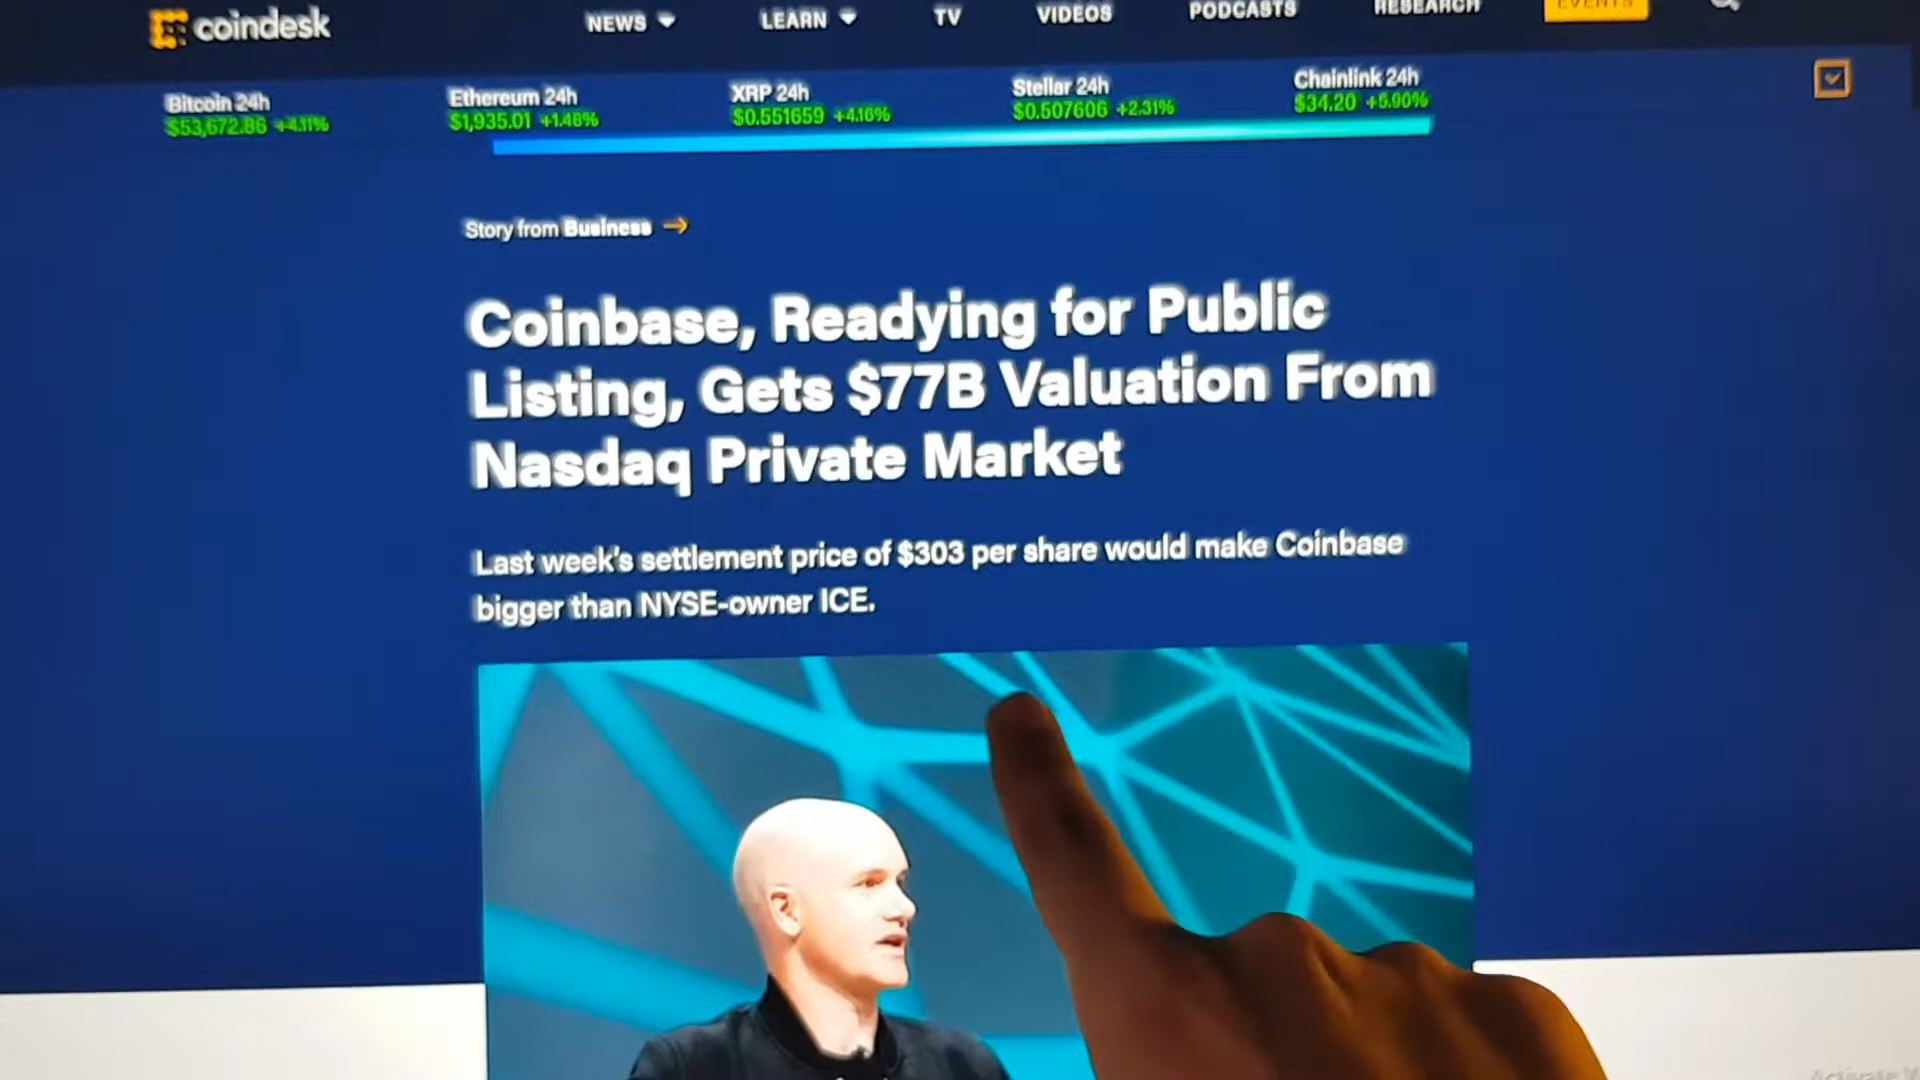 coindesk
NEWS
LEARN
TV
VIDEOS
PODCASTS
RESEARCH
EVENTS
Bitcoin 24h
$53,672.86 +4.11%
Ethereum 24h
$1,935.01 +1.48%
XRP 24h
$0.551659 +4.16%
Stellar 24h
$0.507606 +2.31%
Chainlink 24h
$34.20 +5.90%
Story from Business
Coinbase, Readying for Public
Listing, Gets $77B Valuation From
Nasdaq Private Market
Last week's settlement price of $303 per share would make Coinbase
bigger than NYSE-owner ICE.